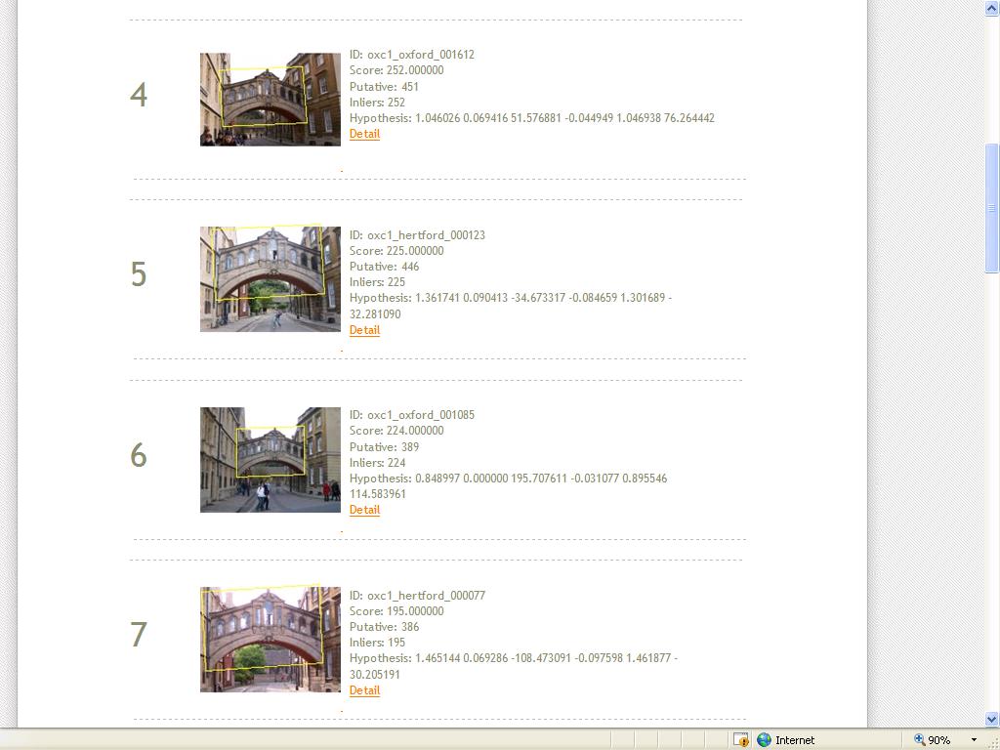 4
ID: oxc1_oxford_001612
Score: 252.000000
Putative: 451
Inliers: 252
Hypothesis: 1.046026 0.069416 51.576881 -0.044949 1.046938 76.264442
Detail
5
ID: oxc1_hertford_000123
Score: 225.000000
Putative: 446
Inliers: 225
Hypothesis: 1.361741 0.090413 -34.673317 -0.084659 1.301689 -
32.281090
Detail
6
ID: oxc1_oxford_001085
Score: 224.000000
Putative: 389
Inliers: 224
Hypothesis: 0.848997 0.000000 195.707611 -0.031077 0.895546
114.583961
Detail
7
ID: oxc1_hertford_000077
Score: 195.000000
Putative: 386
Inliers: 195
Hypothesis: 1.465144 0.069286 -108.473091 -0.097598 1.461877 -
30.205191
Detail
Internet
90%